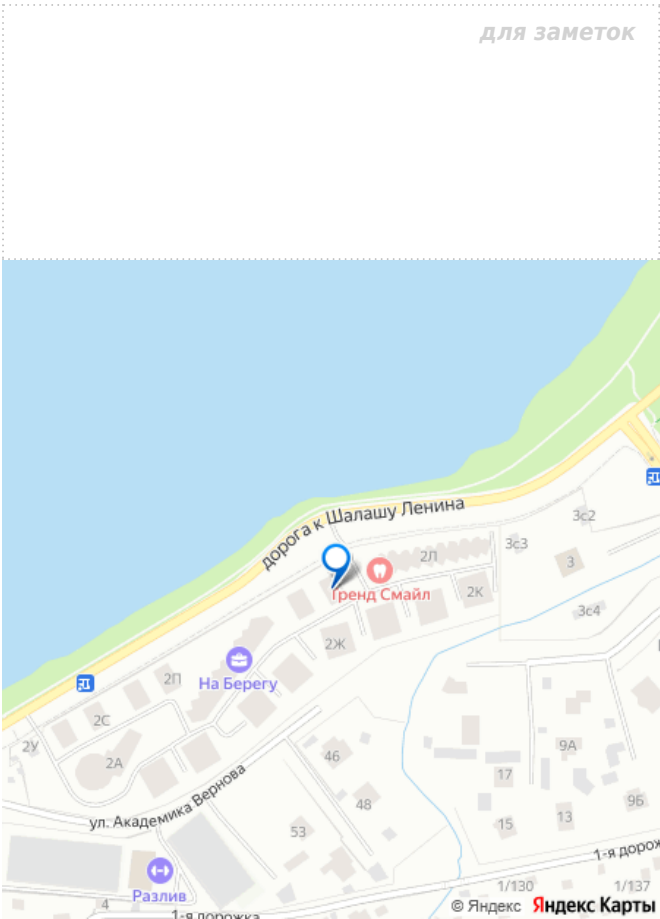 для заметок
дорога к Шалашу Ленина
3с2
3с3
2Л
3
Тренд Смайл
2К
3с4
2Ж
На Берегу
2П
2С
2У
2А
46
9А
17
48
9Б
ул. Академика Вернова
53
15
13
1-я дорож
Разлив
1/130
1/137
4
1-я дорожка
© Яндекс Яндекс Карты